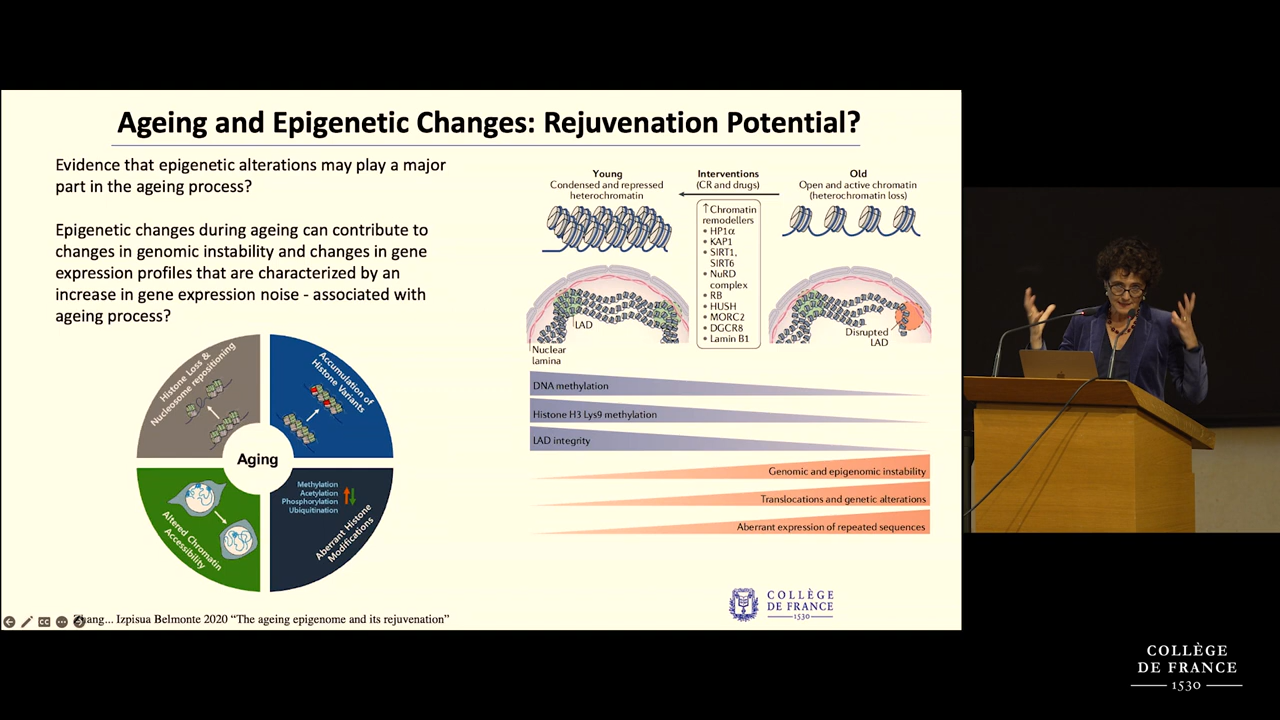 Ageing and Epigenetic Changes: Rejuvenation Potential?
Evidence that epigenetic alterations may play a major
part in the ageing process?
Epigenetic changes during ageing can contribute to
changes in genomic instability and changes in gene
expression profiles that are characterized by an
increase in gene expression noise - associated with
ageing process?
Histone Loss &
Nucleosome repositioning
Accumulation of
Histone Variants
Aging
Altered Chromatin
Accessibility
Methylation
Acetylation
Phosphorylation
Ubiquitination
Aberrant Histone
Modifications
Young
Condensed and repressed
heterochromatin
Interventions
(CR and drugs)
Old
Open and active chromatin
(heterochromatin loss)
↑Chromatin
remodellers
• HP1α
• KAP1
• SIRT1,
SIRT6
• NuRD
complex
• RB
• HUSH
• MORC2
• DGCR8
• Lamin B1
LAD
Nuclear
lamina
Disrupted
LAD
DNA methylation
Histone H3 Lys9 methylation
LAD integrity
Genomic and epigenomic instability
Translocations and genetic alterations
Aberrant expression of repeated sequences
Zhang... Izpisua Belmonte 2020 “The ageing epigenome and its rejuvenation”
COLLÈGE
DE FRANCE
1530
COLLÈGE
DE FRANCE
1530